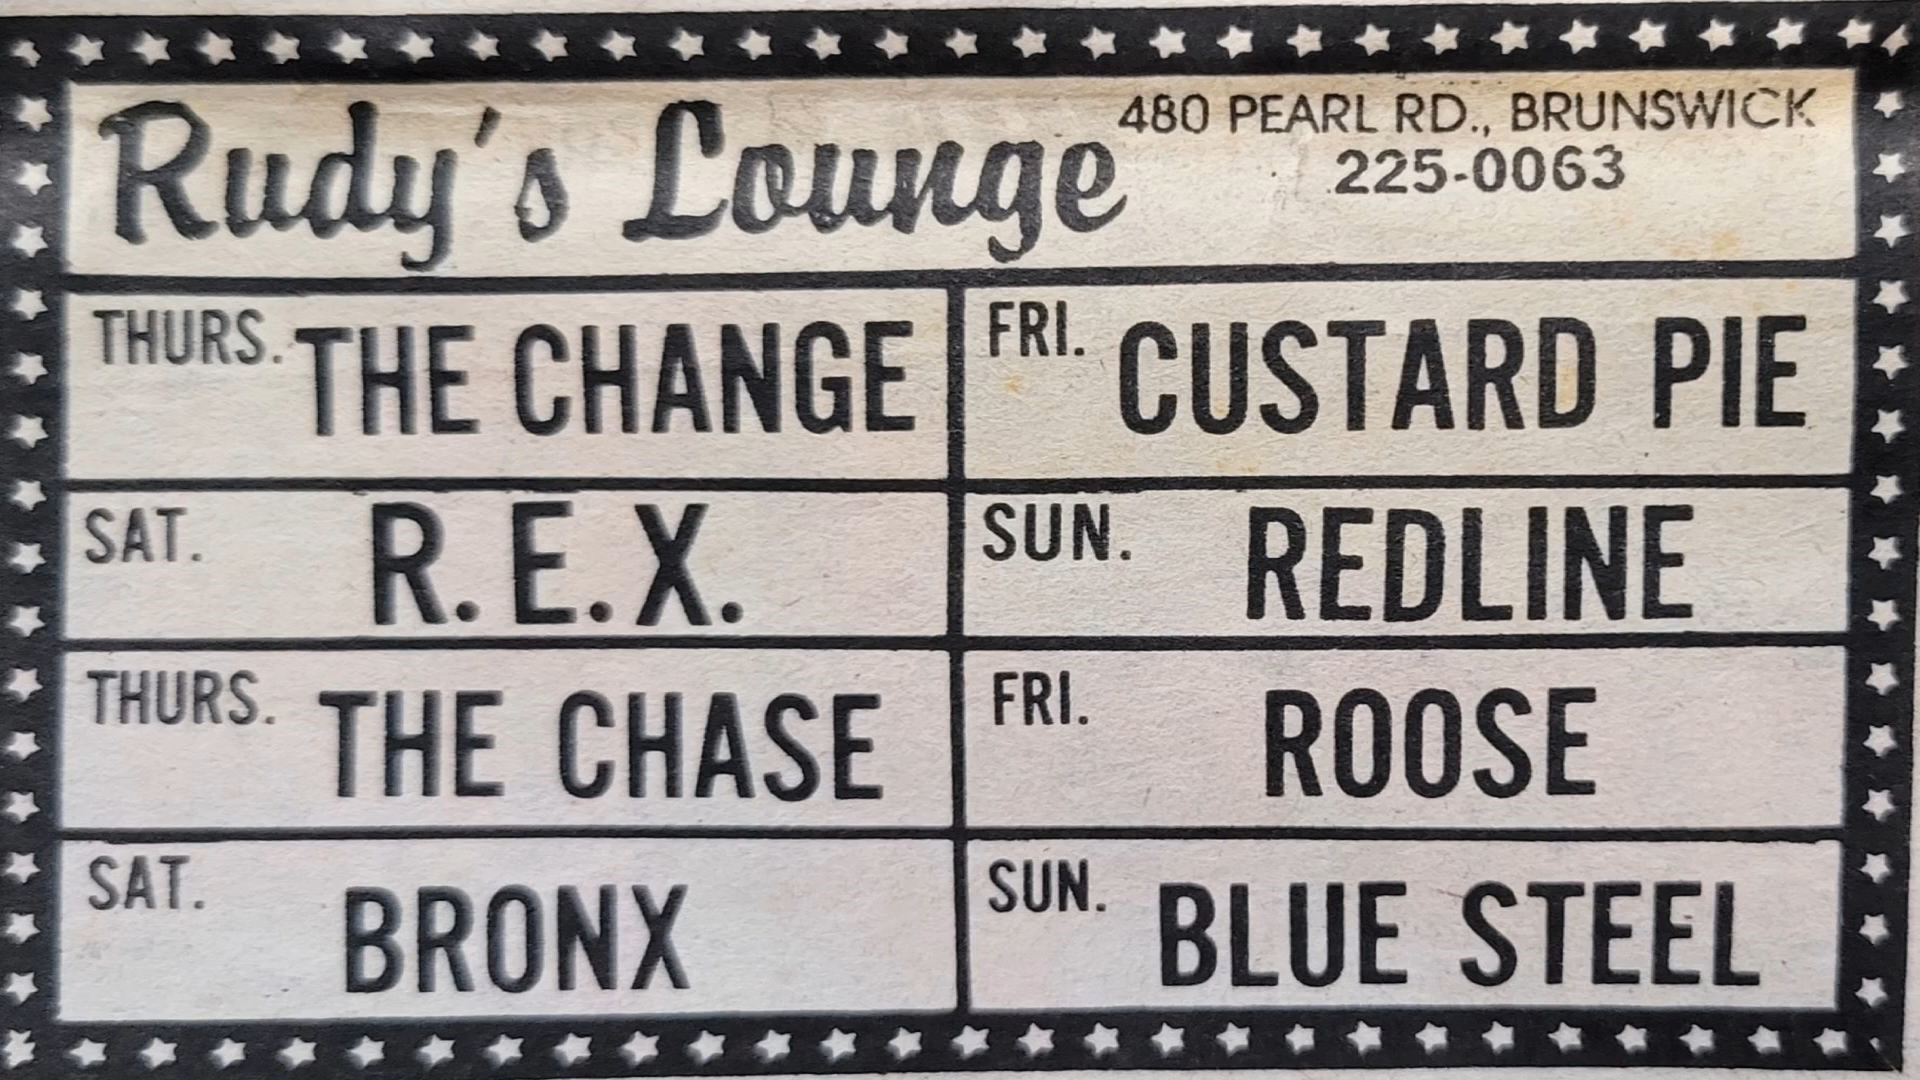 Rudy's Lounge
480 PEARL RD., BRUNSWICK
225-0063
THURS. THE CHANGE
FRI. CUSTARD PIE
SAT. R.E.X.
SUN. REDLINE
THURS. THE CHASE
FRI. ROOSE
SAT. BRONX
SUN. BLUE STEEL